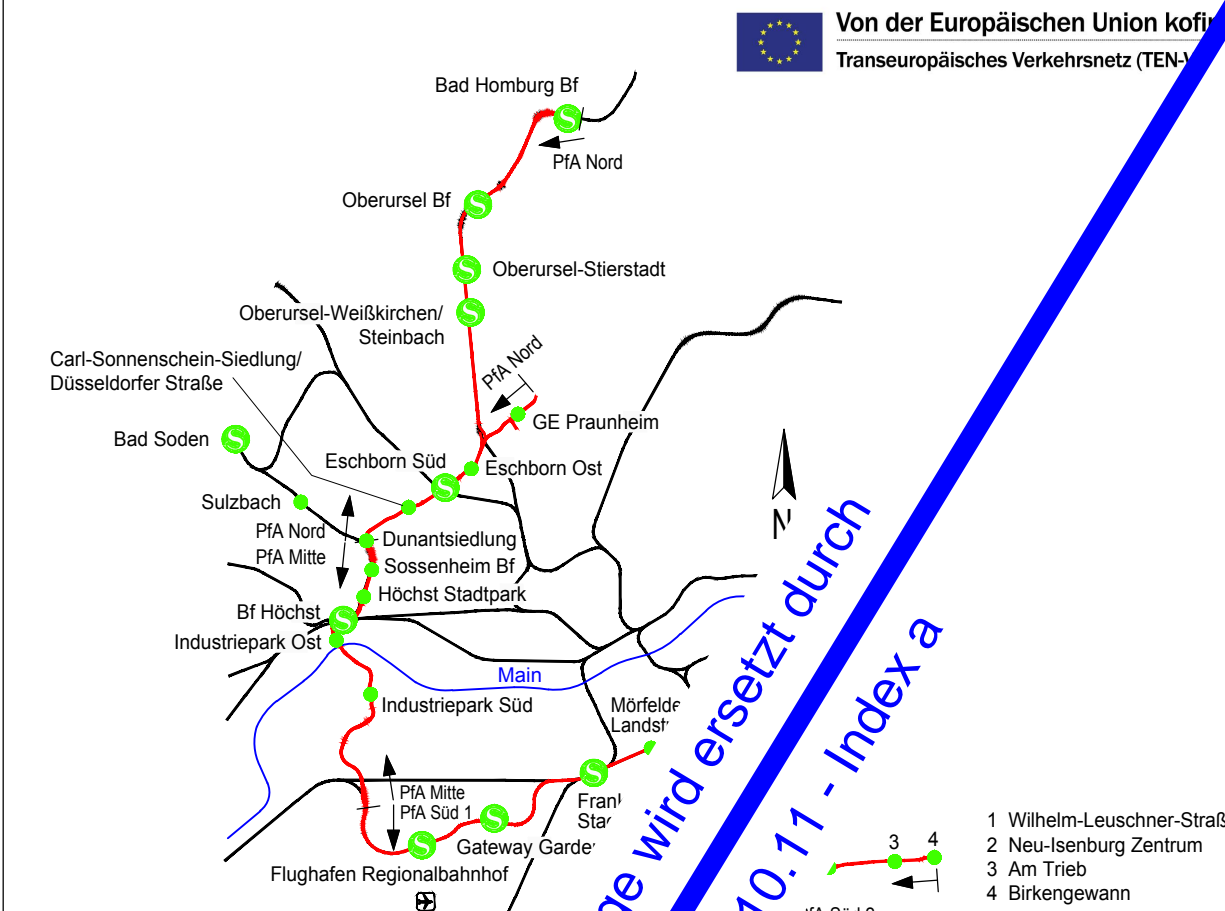 Von der Europäischen Union
Transeuropäisches Verkehrsnetz (TEN-V
Bad Homburg Bf
PfA Nord
Oberursel Bf
Oberursel-Stierstadt
Oberursel-Weißkirchen/
Steinbach
PfA Nord
Carl-Sonnenschein-Siedlung/
Düsseldorfer Straße
GE Praunheim
Bad Soden
Eschborn Süd
Eschborn Ost
Sulzbach
PfA Nord
PfA Mitte
Dunantsiedlung
Sossenheim Bf
Höchst Stadtpark
Bf Höchst
Industriepark Ost
Main
Industriepark Süd
N
wird ersetzt durch
10.11 - Index a
PfA Mitte
PfA Süd 1
Flughafen Regionalbahnhof
Gateway
3
4
1 Wilhelm-Leuschner-Straß
2 Neu-Isenburg Zentrum
3 Am Trieb
4 Birkengewann